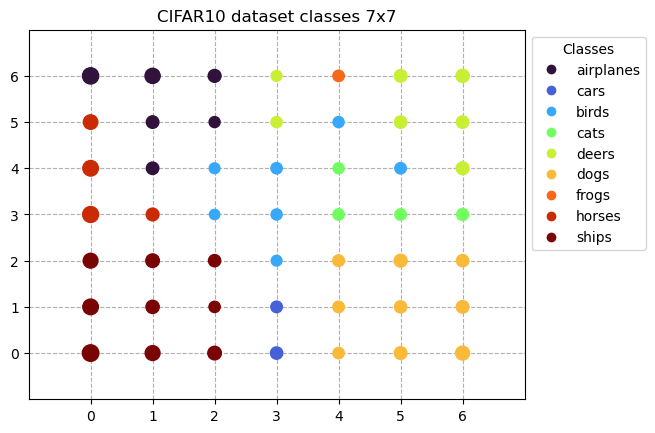 CIFAR10 dataset classes 7x7
6
5
4
3
2
1
0
0 1 2 3 4 5 6
Classes
airplanes
cars
birds
cats
deers
dogs
frogs
horses
ships